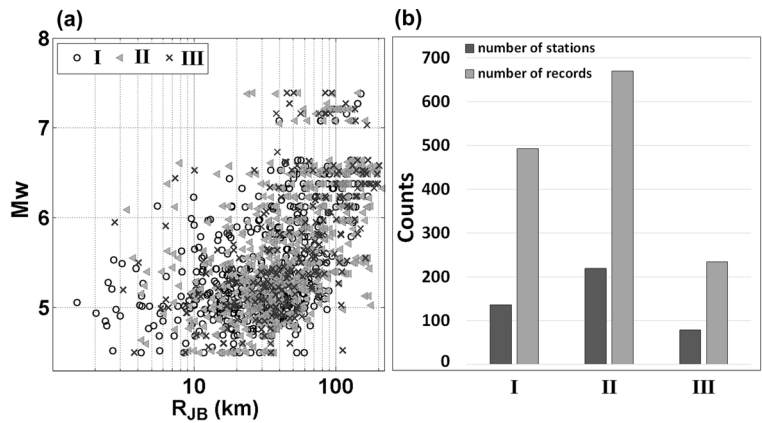 (a)
8
7
6
5
Mw
I II III
10 100
R_JB (km)
(b)
number of stations
number of records
700
600
500
400
300
200
100
0
Counts
I II III